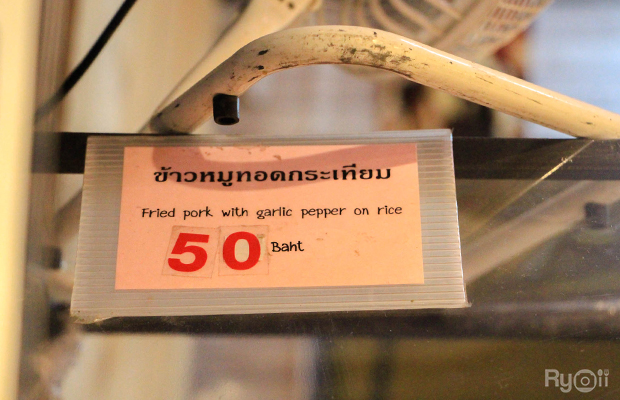 ข้าวหมูทอดกระเทียม
Fried pork with garlic pepper on rice
50 Baht
Ryoii